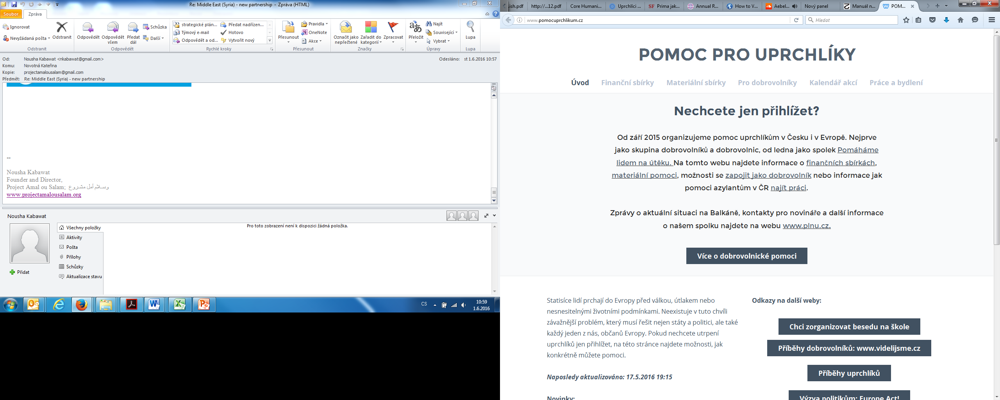 Re: Middle East (Syria) - new partnership - Zpráva (HTML)
Soubor
Zpráva
Ignorovat
Nevyžádaná pošta
Odstranit
Odstranit
Odpovědět
Odpovědět všem
Předat dál
Schůzka
Další
Odpovědět
strategické plán...
Týmový e-mail
Odpovědět a od...
Předat nadřízen...
Hotovo
Vytvořit nový
Rychlé kroky
Přesunout
Pravidla
OneNote
Akce
Přesunout
Označit jako nepřečtené
Zařadit do kategorií
Zpracovat
Značky
Přeložit
Najít
Související
Vybrat
Úpravy
Lupa
Lupa
Od: Nousha Kabawat <nkabawat@gmail.com>
Odesláno: st 1.6.2016 10:57
Komu: Novotná Kateřina
Kopie: projectamalousalam@gmail.com
Předmět: Re: Middle East (Syria) - new partnership
--
Nousha Kabawat
Founder and Director,
Project Amal ou Salam; وسلام أمل مشروع
www.projectamalousalam.org
Nousha Kabawat
Přidat
Všechny položky
Aktivity
Pošta
Přílohy
Schůzky
Aktualizace stavu
Pro toto zobrazení není k dispozici žádná položka.
CS
10:59
1.6.2016
.ish.pdf
http://...12.pdf
Core Humani...
Uprchlíci ...
SF Prima jak...
Annual R...
How to V...
Aebel...
Nový panel
Manuál n...
POM...
www.pomocuprchlikum.cz
Hledat
POMOC PRO UPRCHLÍKY
Úvod Finanční sbírky Materiální sbírky Pro dobrovolníky Kalendář akcí Práce a bydlení
Nechcete jen přihlížet?
Od září 2015 organizujeme pomoc uprchlíkům v Česku i v Evropě. Nejprve
jako skupina dobrovolníků a dobrovolnic, od ledna jako spolek Pomáháme
lidem na útěku. Na tomto webu najdete informace o finančních sbírkách,
materiální pomoci, možnosti se zapojit jako dobrovolník nebo informace jak
pomoci azylantům v ČR najít práci.
Zprávy o aktuální situaci na Balkáně, kontakty pro novináře a další informace
o našem spolku najdete na webu www.plnu.cz.
Více o dobrovolnické pomoci
Statisíce lidí prchají do Evropy před válkou, útlakem nebo
nesnesitelnými životními podmínkami. Neexistuje v tuto chvíli
závažnější problém, který musí řešit nejen státy a politici, ale také
každý jeden z nás, občanů Evropy. Pokud nechcete utrpení
uprchlíků jen přihlížet, na této stránce najdete možnosti, jak
konkrétně můžete pomoci.
Naposledy aktualizováno: 17.5.2016 19:15
Novinky:
Odkazy na další weby:
Chci zorganizovat besedu na škole
Příběhy dobrovolníků: www.videlijsme.cz
Příběhy uprchlíků
Výzva politikům: Europe Act!